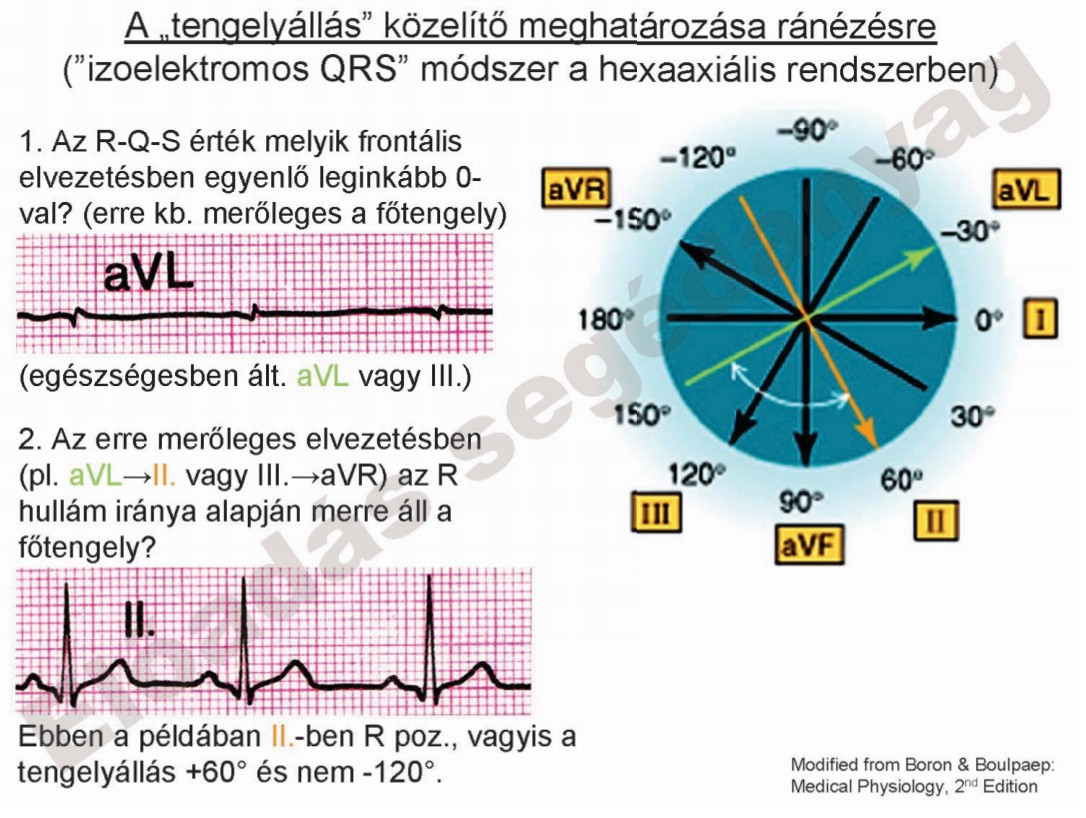 A „tengelyállás” közelítő meghatározása ránézésre
(”izoelektromos QRS” módszer a hexaaxiális rendszerben)
1. Az R-Q-S érték melyik frontális
elvezetésben egyenlő leginkább 0-
val? (erre kb. merőleges a főtengely)
aVL
(egészségesben ált. aVL vagy III.)
2. Az erre merőleges elvezetésben
(pl. aVL→II. vagy III.→aVR) az R
hullám iránya alapján merre áll a
főtengely?
II.
Ebben a példában II.-ben R poz., vagyis a
tengelyállás +60° és nem -120°.
-90°
-120°
-60°
aVR
aVL
-150°
-30°
180°
0°
I
150°
30°
120°
60°
90°
III
II
aVF
Modified from Boron & Boulpaep:
Medical Physiology, 2nd Edition
Előadás segédanyag